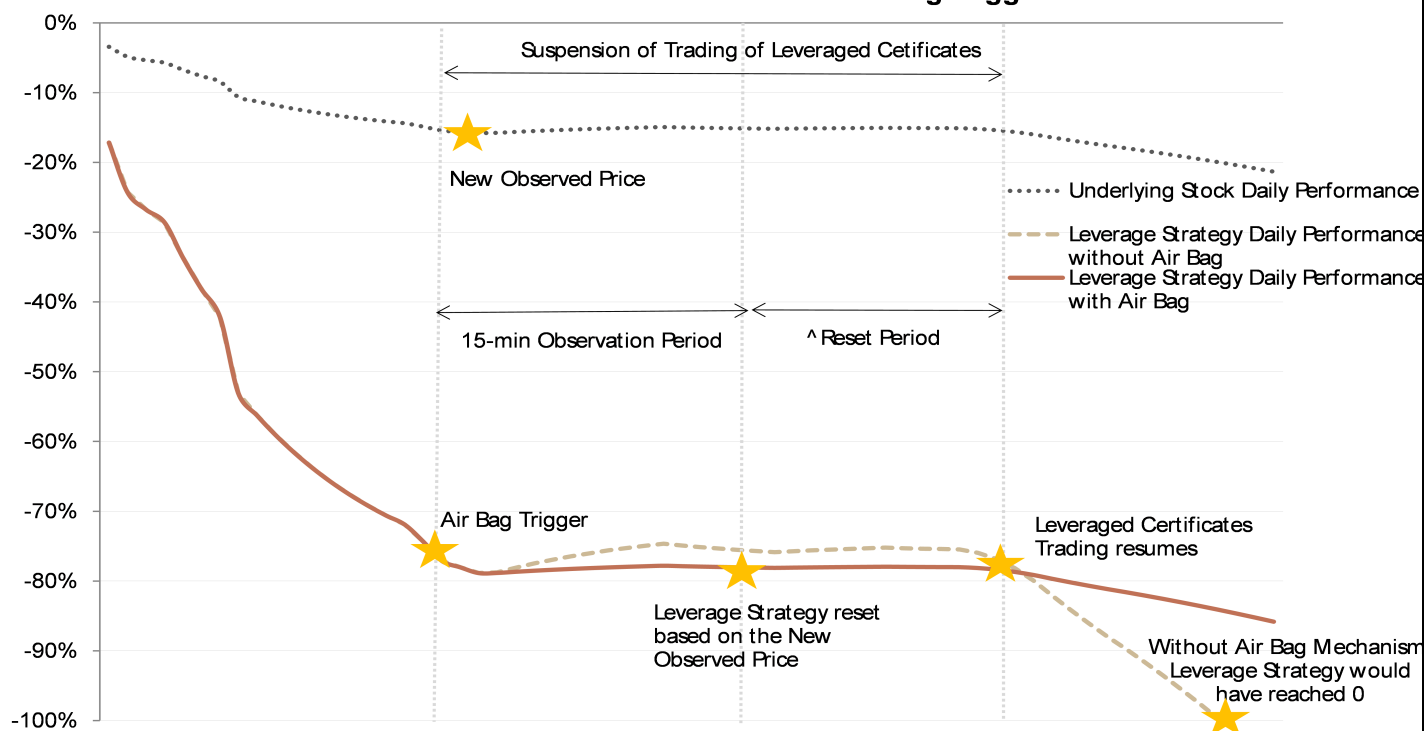 0%
-10%
-20%
-30%
-40%
-50%
-60%
-70%
-80%
-90%
-100%
Suspension of Trading of Leveraged Cetificates
New Observed Price
Underlying Stock Daily Performance
Leverage Strategy Daily Performance
without Air Bag
Leverage Strategy Daily Performance
with Air Bag
15-min Observation Period
^ Reset Period
Air Bag Trigger
Leveraged Certificates
Trading resumes
Leverage Strategy reset
based on the New
Observed Price
Without Air Bag Mechanism
Leverage Strategy would
have reached 0